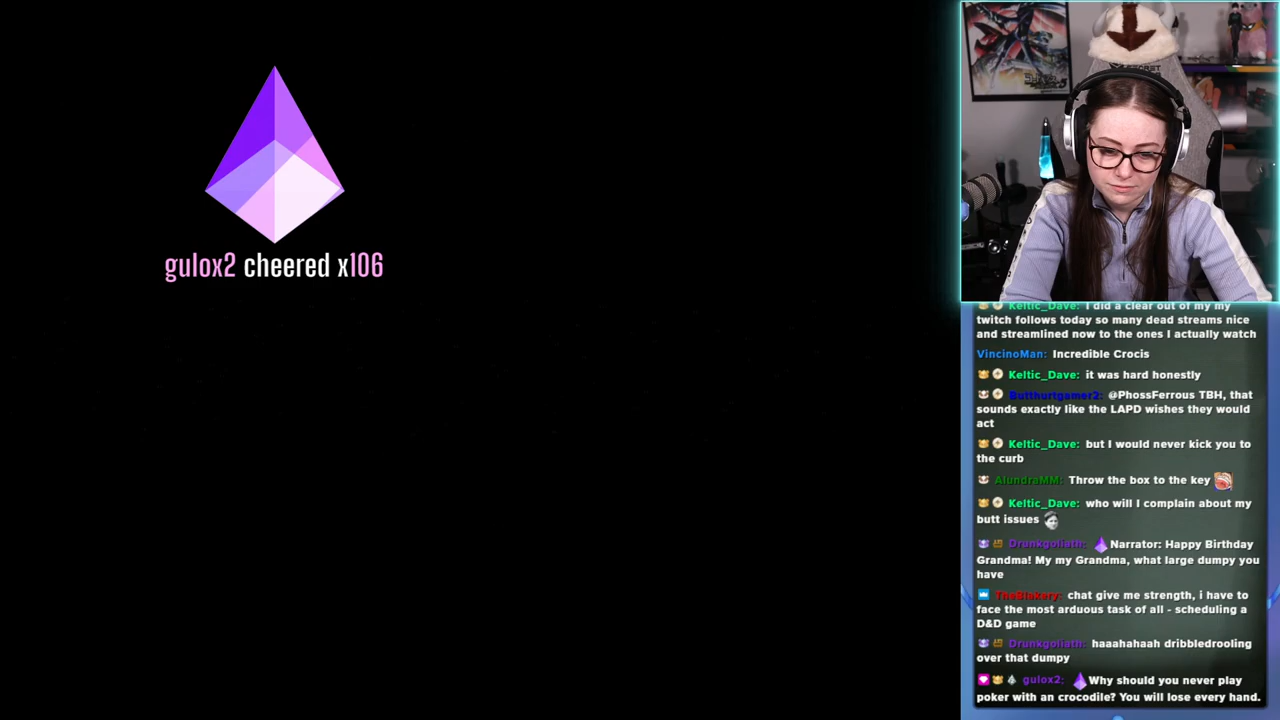 gulox2 cheered x106
Keltic_Dave: I did a clear out of my my
twitch follows today so many dead streams nice
and streamlined now to the ones I actually watch
VincinoMan: Incredible Crocis
Keltic_Dave: it was hard honestly
Butthurtgamer2: @PhossFerrous TBH, that
sounds exactly like the LAPD wishes they would
act
Keltic_Dave: but I would never kick you to
the curb
AlundraMM: Throw the box to the key
Keltic_Dave: who will I complain about my
butt issues
Drunkgoliath: Narrator: Happy Birthday
Grandma! My my Grandma, what large dumpy you
have
TheBlakery: chat give me strength, i have to
face the most arduous task of all - scheduling a
D&D game
Drunkgoliath: haaahahaah dribbledrooling
over that dumpy
gulox2: Why should you never play
poker with an crocodile? You will lose every hand.